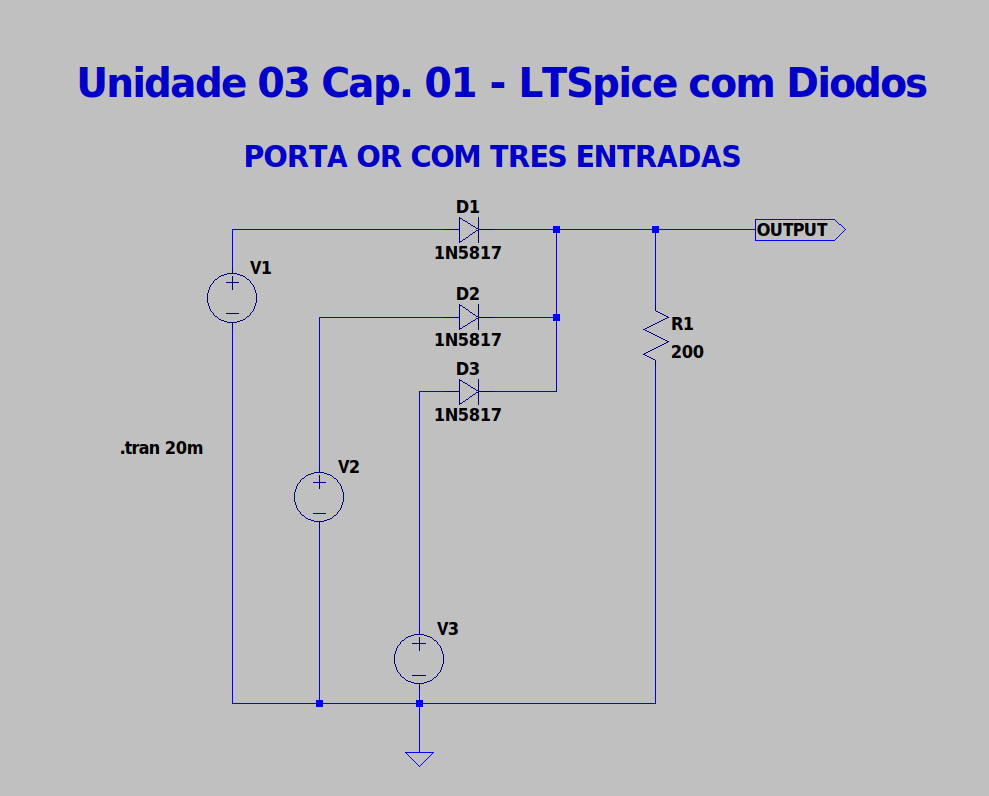 Unidade 03 Cap. 01 - LTSpice com Diodos
PORTA OR COM TRES ENTRADAS
D1
1N5817
OUTPUT
V1
D2
1N5817
R1
200
D3
1N5817
.tran 20m
V2
V3